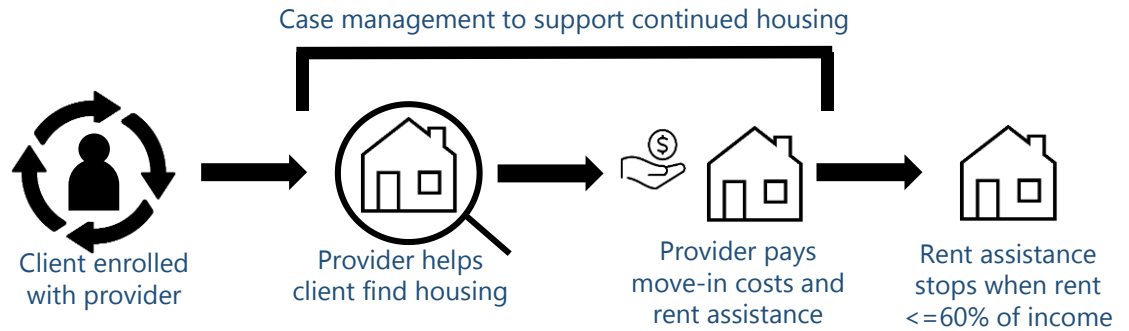 Case management to support continued housing
$
Client enrolled
with provider
Provider helps
client find housing
Provider pays
move-in costs and
rent assistance
Rent assistance
stops when rent
<=60% of income